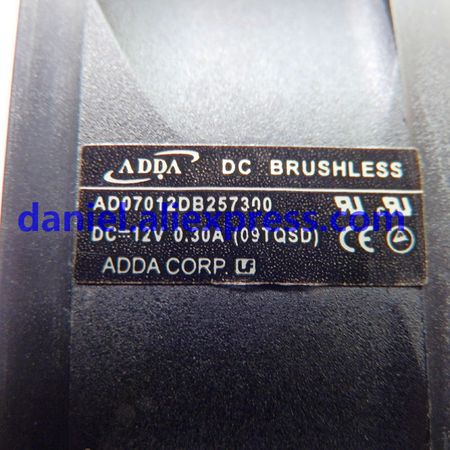 ADDA DC BRUSHLESS
AD07012DB257300
daniel.aliexpress.com
DC-12V 0.30A (09TQSD)
ADDA CORP.